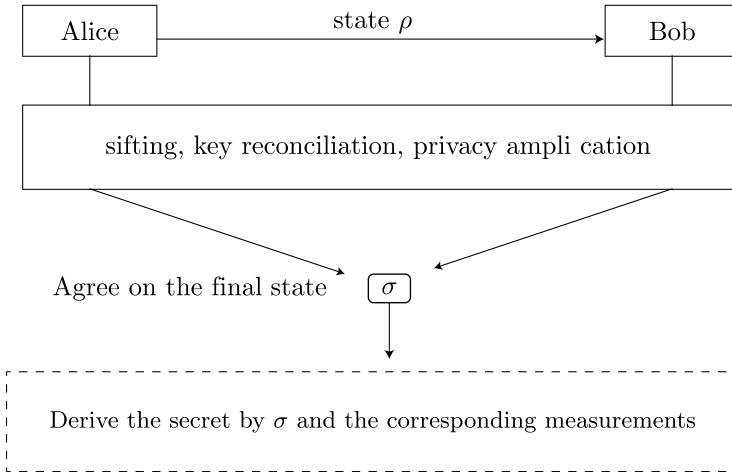 state ρ
Alice
Bob
sifting, key reconciliation, privacy ampli cation
Agree on the final state
σ
Derive the secret by σ and the corresponding measurements